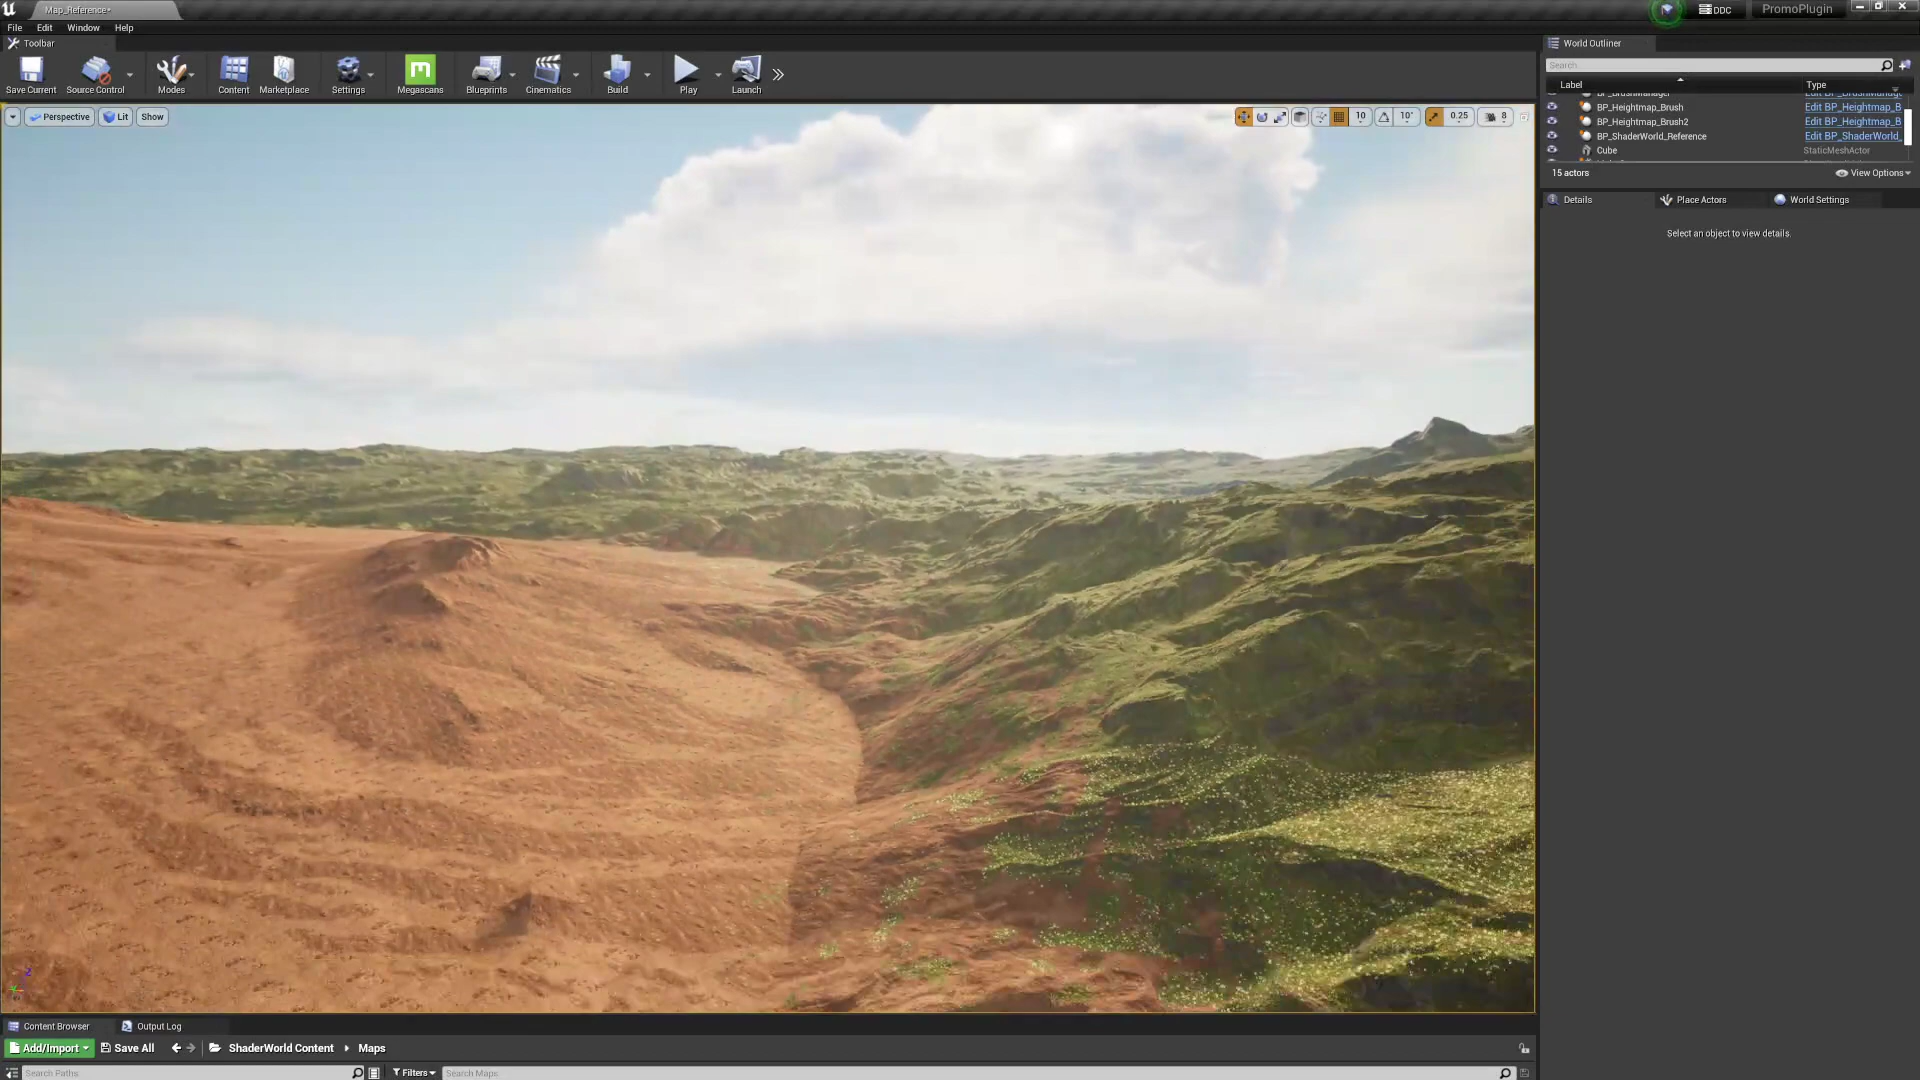 Map_Reference*
DDC
PromoPlugin
File Edit Window Help
Toolbar
World Outliner
Save Current
Source Control
Modes
Content
Marketplace
Settings
Megascans
Blueprints
Cinematics
Build
Play
Launch
Search...
Label Type
BP_BrushManager Edit BP_BrushManage
BP_Heightmap_Brush Edit BP_Heightmap_B
BP_Heightmap_Brush2 Edit BP_Heightmap_B
BP_ShaderWorld_Reference Edit BP_ShaderWorld_
Cube StaticMeshActor
15 actors View Options
Perspective Lit Show
10 10° 0.25 8
Details Place Actors World Settings
Select an object to view details.
Z
Content Browser Output Log
Add/Import Save All ShaderWorld Content Maps
Search Paths Filters Search Maps